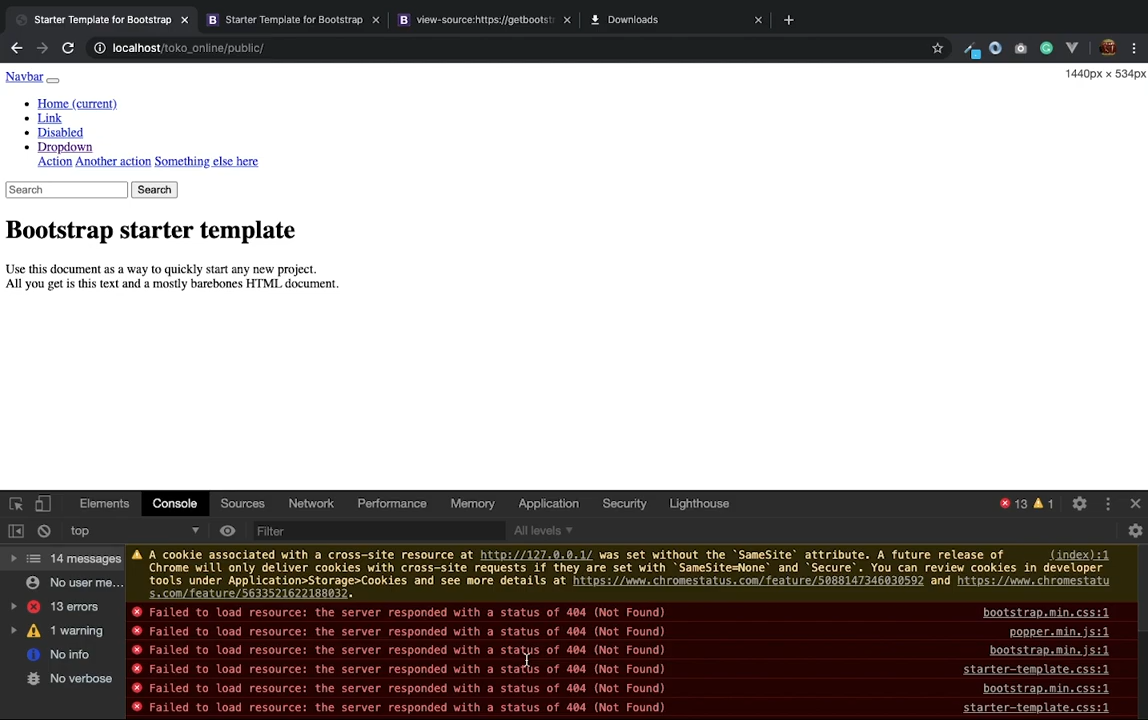 Starter Template for Bootstrap
Starter Template for Bootstrap
view-source:https://getbootst
Downloads
localhost/toko_online/public/
Navbar
1440px × 534px
Home (current)
Link
Disabled
Dropdown
Action Another action Something else here
Search Search
Bootstrap starter template
Use this document as a way to quickly start any new project.
All you get is this text and a mostly barebones HTML document.
Elements Console Sources Network Performance Memory Application Security Lighthouse 13 1
top Filter All levels
14 messages
No user me...
13 errors
1 warning
No info
No verbose
A cookie associated with a cross-site resource at http://127.0.0.1/ was set without the `SameSite` attribute. A future release of (index):1
Chrome will only deliver cookies with cross-site requests if they are set with `SameSite=None` and `Secure`. You can review cookies in developer
tools under Application>Storage>Cookies and see more details at https://www.chromestatus.com/feature/5088147346030592 and https://www.chromestatu
s.com/feature/5633521622188032.
Failed to load resource: the server responded with a status of 404 (Not Found) bootstrap.min.css:1
Failed to load resource: the server responded with a status of 404 (Not Found) popper.min.js:1
Failed to load resource: the server responded with a status of 404 (Not Found) bootstrap.min.js:1
Failed to load resource: the server responded with a status of 404 (Not Found) starter-template.css:1
Failed to load resource: the server responded with a status of 404 (Not Found) bootstrap.min.css:1
Failed to load resource: the server responded with a status of 404 (Not Found) starter-template.css:1